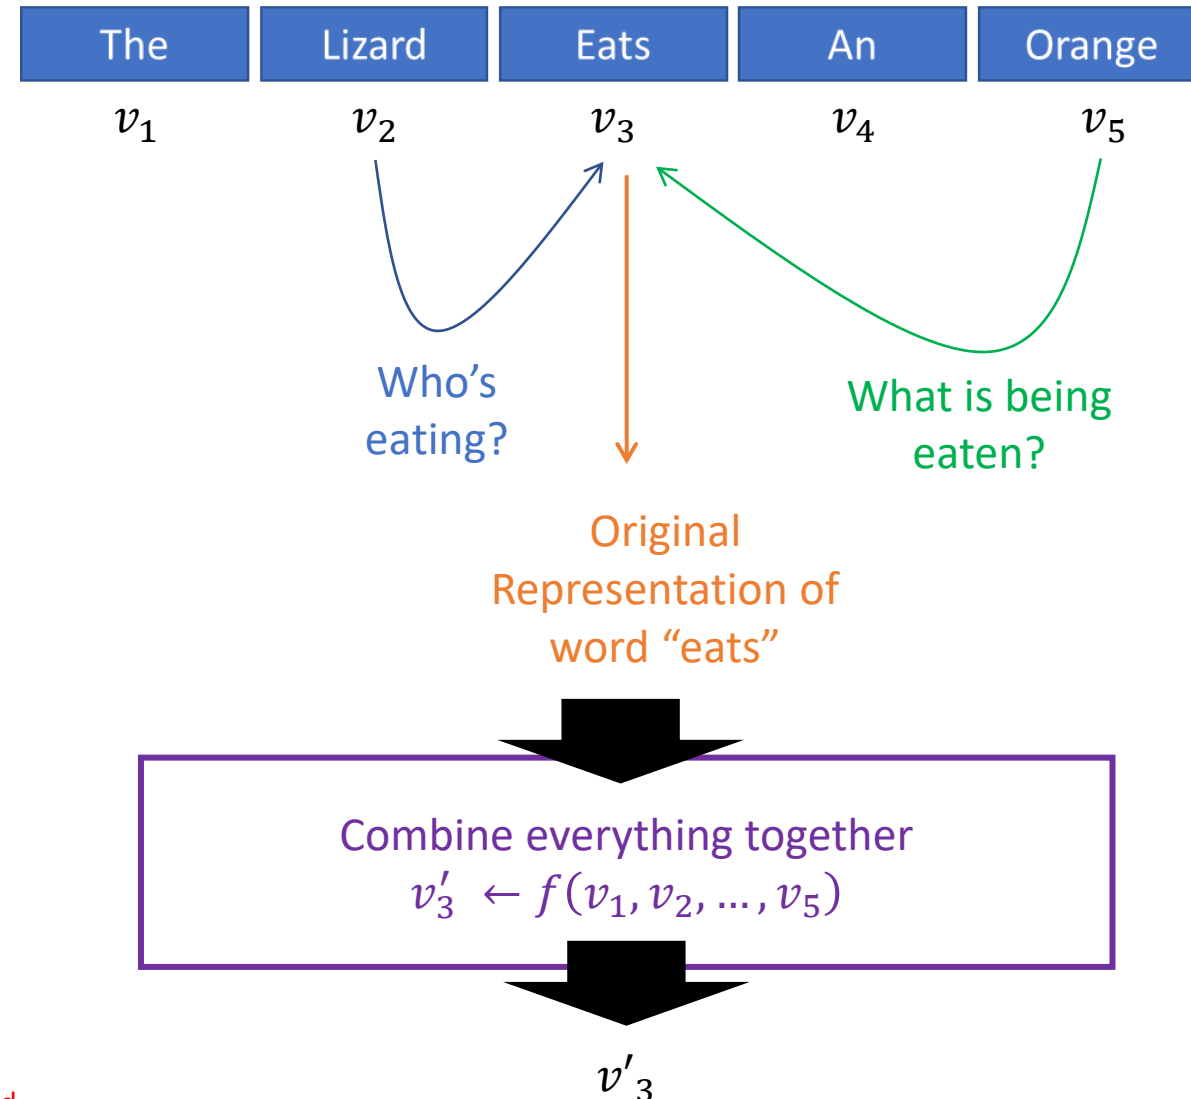 The Lizard Eats An Orange
v₁ v₂ v₃ v₄ v₅
Who’s
eating?
What is being
eaten?
Original
Representation of
word “eats”
Combine everything together
v₃′ ← f(v₁, v₂, …, v₅)
v′₃